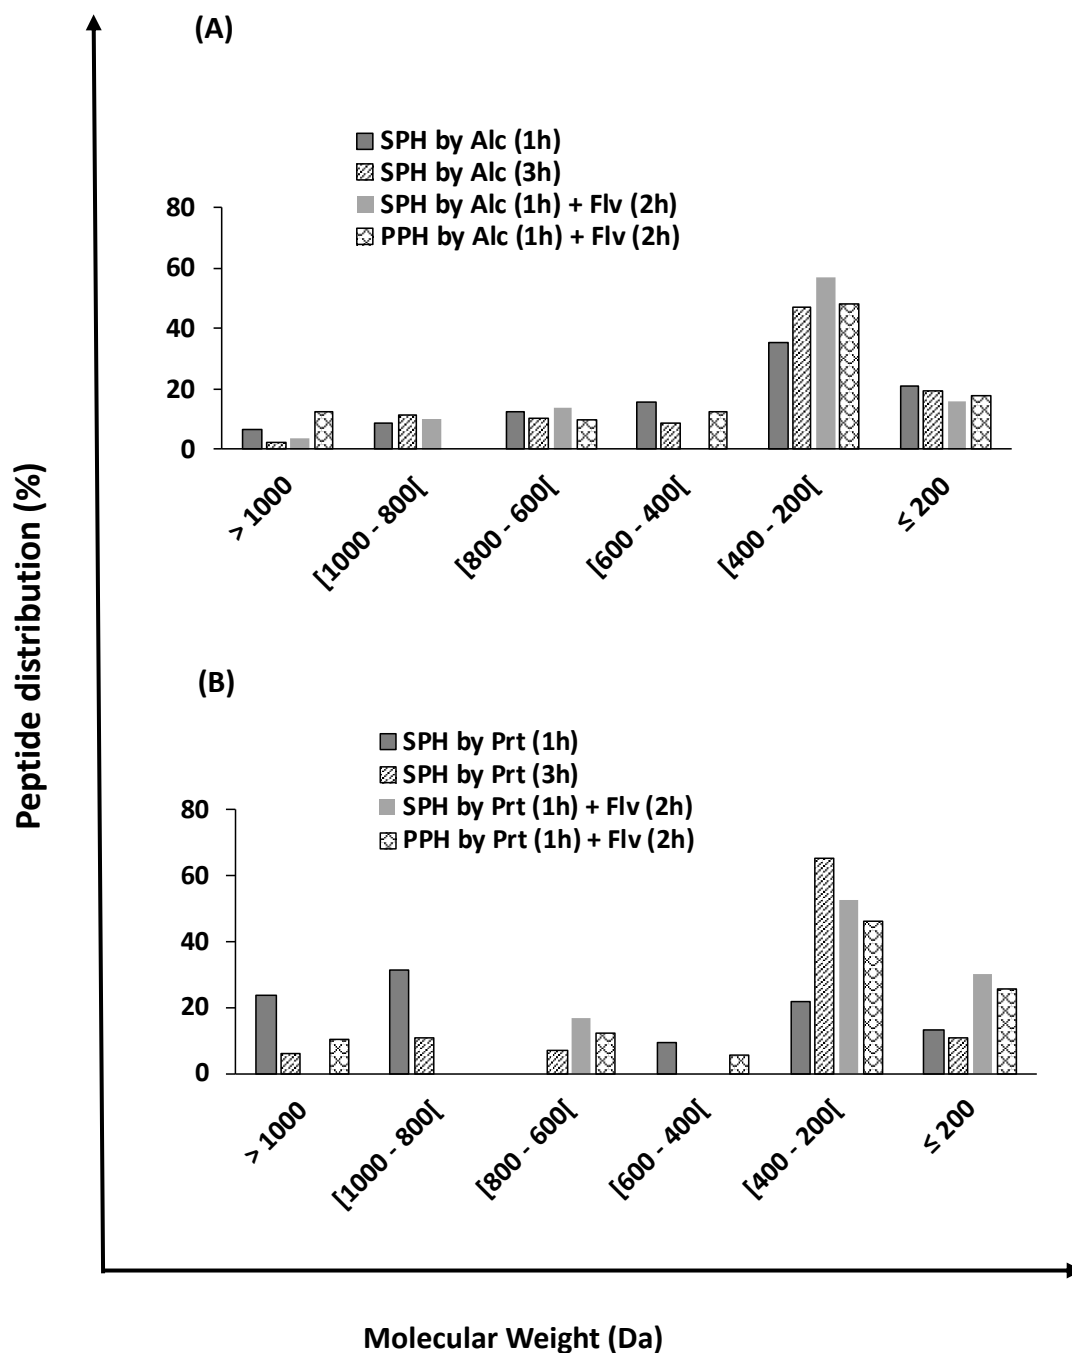 (A)
SPH by Alc (1h)
SPH by Alc (3h)
SPH by Alc (1h) + Flv (2h)
PPH by Alc (1h) + Flv (2h)
80
60
40
20
0
> 1000
[1000 - 800[
[800 - 600[
[600 - 400[
[400 - 200[
≤ 200
Peptide distribution (%)
(B)
SPH by Prt (1h)
SPH by Prt (3h)
SPH by Prt (1h) + Flv (2h)
PPH by Prt (1h) + Flv (2h)
80
60
40
20
0
> 1000
[1000 - 800[
[800 - 600[
[600 - 400[
[400 - 200[
≤ 200
Molecular Weight (Da)